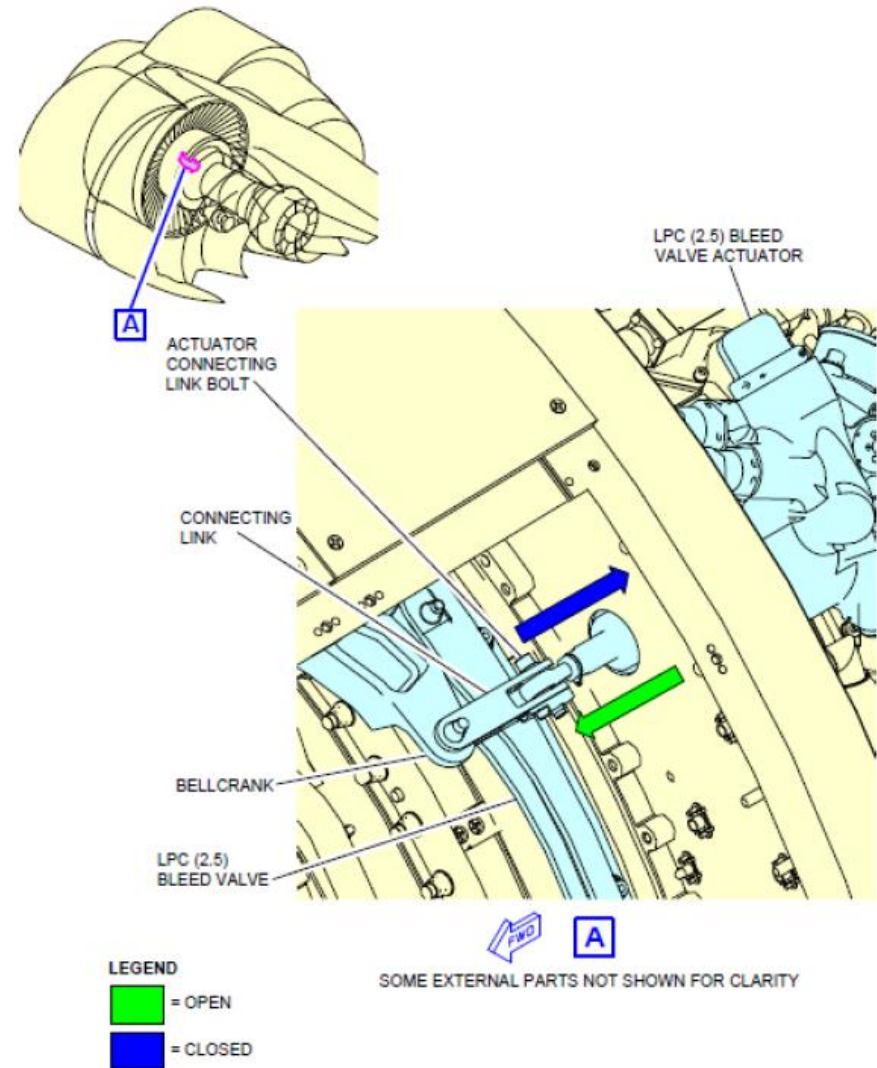 A
LPC (2.5) BLEED
VALVE ACTUATOR
ACTUATOR
CONNECTING
LINK BOLT
CONNECTING
LINK
BELLCRANK
LPC (2.5)
BLEED VALVE
FWD
A
SOME EXTERNAL PARTS NOT SHOWN FOR CLARITY
LEGEND
= OPEN
= CLOSED